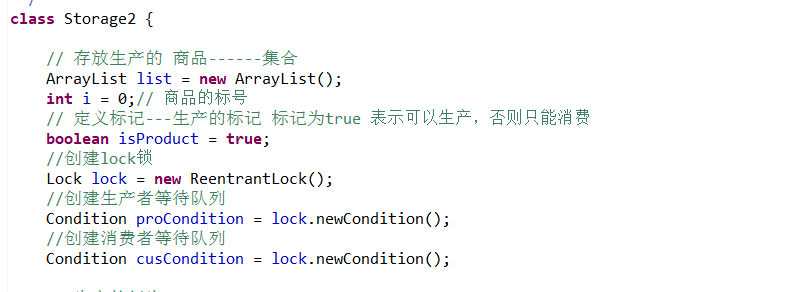 class Storage2 {
// 存放生产的 商品------集合
ArrayList list = new ArrayList();
int i = 0;// 商品的标号
// 定义标记---生产的标记 标记为true 表示可以生产，否则只能消费
boolean isProduct = true;
//创建lock锁
Lock lock = new ReentrantLock();
//创建生产者等待队列
Condition proCondition = lock.newCondition();
//创建消费者等待队列
Condition cusCondition = lock.newCondition();